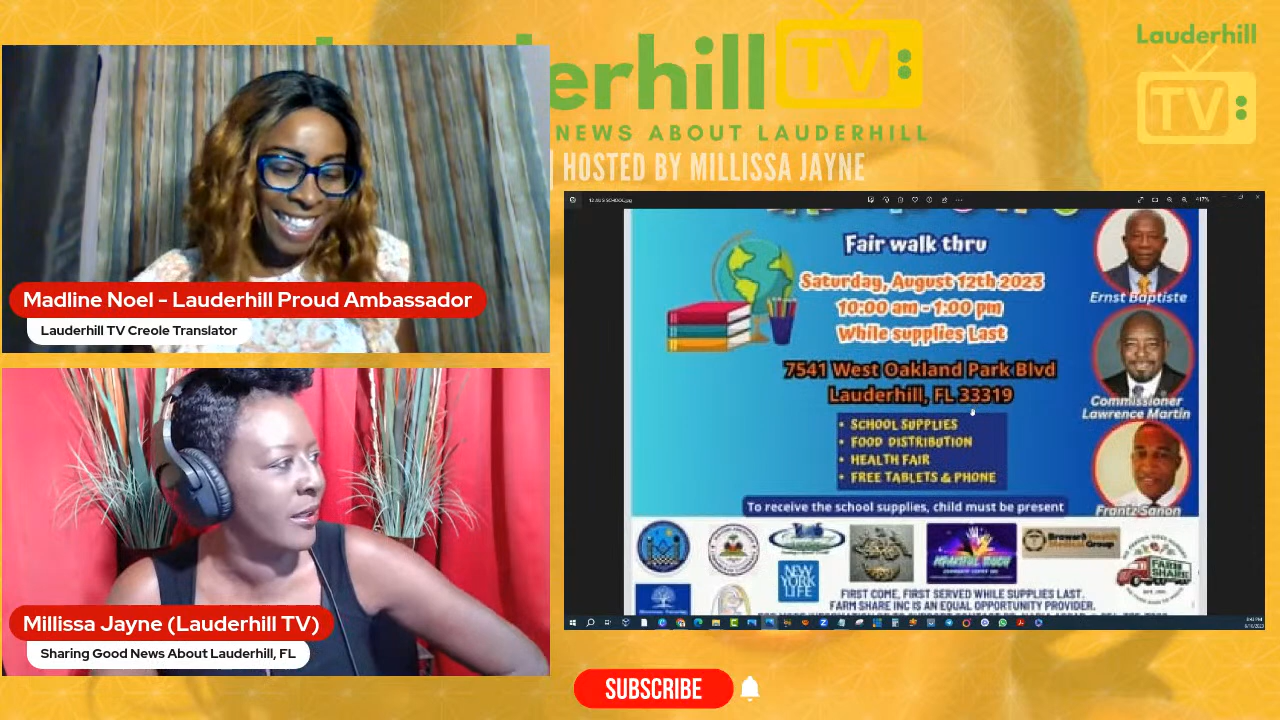 erhill
TV:
NEWS ABOUT LAUDERHILL
HOSTED BY MILLISSA JAYNE
Lauderhill
TV:
Madline Noel - Lauderhill Proud Ambassador
Lauderhill TV Creole Translator
Millissa Jayne (Lauderhill TV)
Sharing Good News About Lauderhill, FL
417%
Fair walk thru
Saturday, August 12th 2023
10:00 am - 1:00 pm
While supplies Last
7541 West Oakland Park Blvd
Lauderhill, FL 33319
• SCHOOL SUPPLIES
• FOOD DISTRIBUTION
• HEALTH FAIR
• FREE TABLETS & PHONE
To receive the school supplies, child must be present
Ernst Baptiste
Commissioner
Lawrence Martin
Frantz Sanon
NEW
YORK
LIFE
Broward Health
Medical Group
FARM
SHARE
FIRST COME, FIRST SERVED WHILE SUPPLIES LAST.
FARM SHARE INC IS AN EQUAL OPPORTUNITY PROVIDER.
SUBSCRIBE